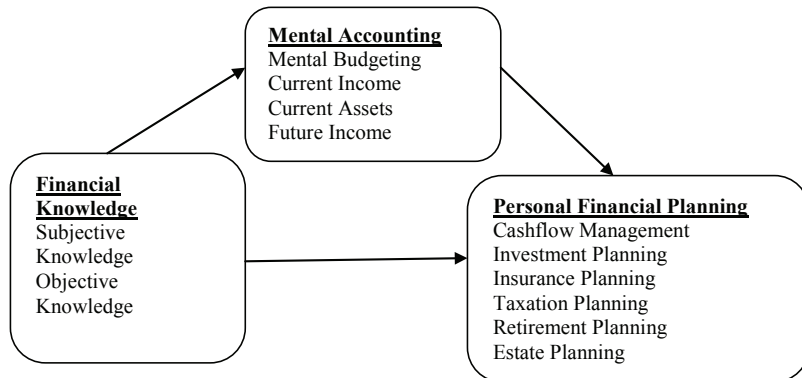 Mental Accounting
Mental Budgeting
Current Income
Current Assets
Future Income
Financial
Knowledge
Subjective
Knowledge
Objective
Knowledge
Personal Financial Planning
Cashflow Management
Investment Planning
Insurance Planning
Taxation Planning
Retirement Planning
Estate Planning